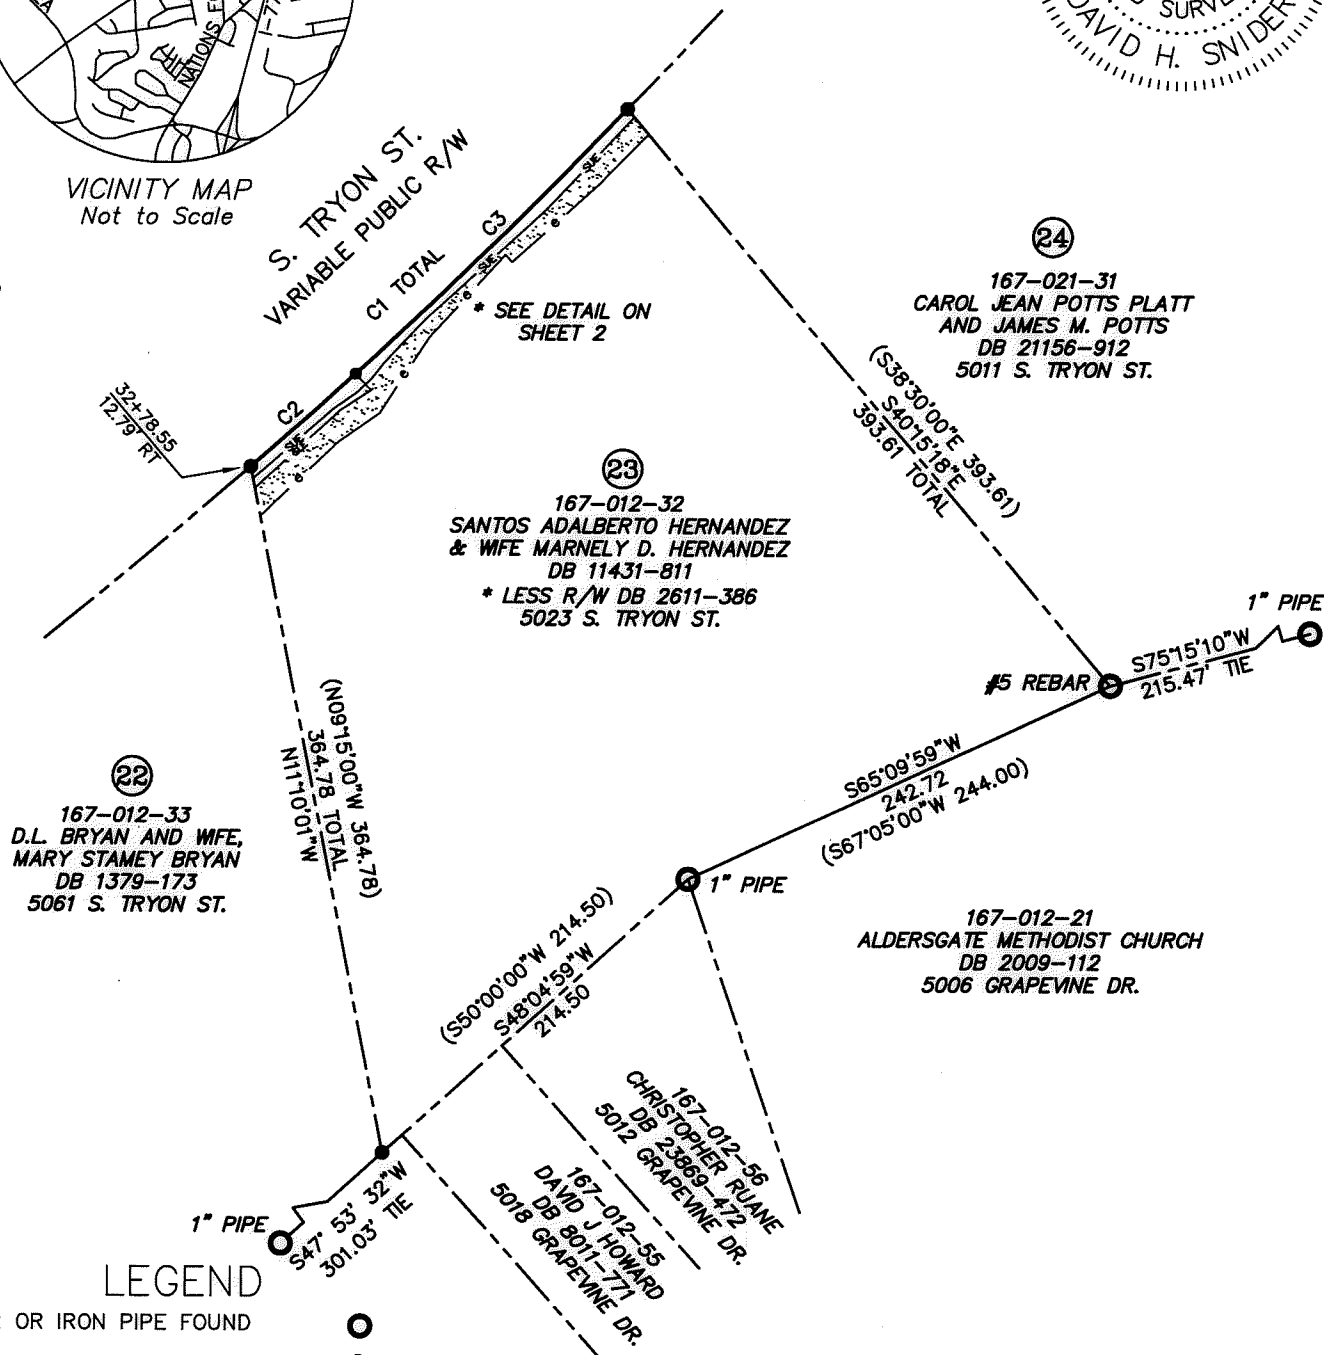 NATIONS F
I-77
VICINITY MAP
Not to Scale
SURVE
DAVID H. SNIDER
S. TRYON ST.
VARIABLE PUBLIC R/W
C1 TOTAL
C3
C2
SUE
SUE
SUE
SUE
e
e
e
e
* SEE DETAIL ON
SHEET 2
32+78.55
12.79' RT
24
167-021-31
CAROL JEAN POTTS PLATT
AND JAMES M. POTTS
DB 21156-912
5011 S. TRYON ST.
(S38°30'00"E 393.61)
S40°15'18"E
393.61 TOTAL
23
167-012-32
SANTOS ADALBERTO HERNANDEZ
& WIFE MARNELY D. HERNANDEZ
DB 11431-811
* LESS R/W DB 2611-386
5023 S. TRYON ST.
1" PIPE
S75°15'10"W
215.47' TIE
#5 REBAR
(N09°15'00"W 364.78)
364.78 TOTAL
N11°10'01"W
S65°09'59"W
242.72
(S67°05'00"W 244.00)
22
167-012-33
D.L. BRYAN AND WIFE,
MARY STAMEY BRYAN
DB 1379-173
5061 S. TRYON ST.
1" PIPE
167-012-21
ALDERSGATE METHODIST CHURCH
DB 2009-112
5006 GRAPEVINE DR.
(S50°00'00"W 214.50)
S48°04'59"W
214.50
167-012-56
CHRISTOPHER RUANE
DB 23869-472
5012 GRAPEVINE DR.
167-012-55
DAVID J HOWARD
DB 8011-771
5018 GRAPEVINE DR.
1" PIPE
S47° 53' 32"W
301.03' TIE
LEGEND
OR IRON PIPE FOUND